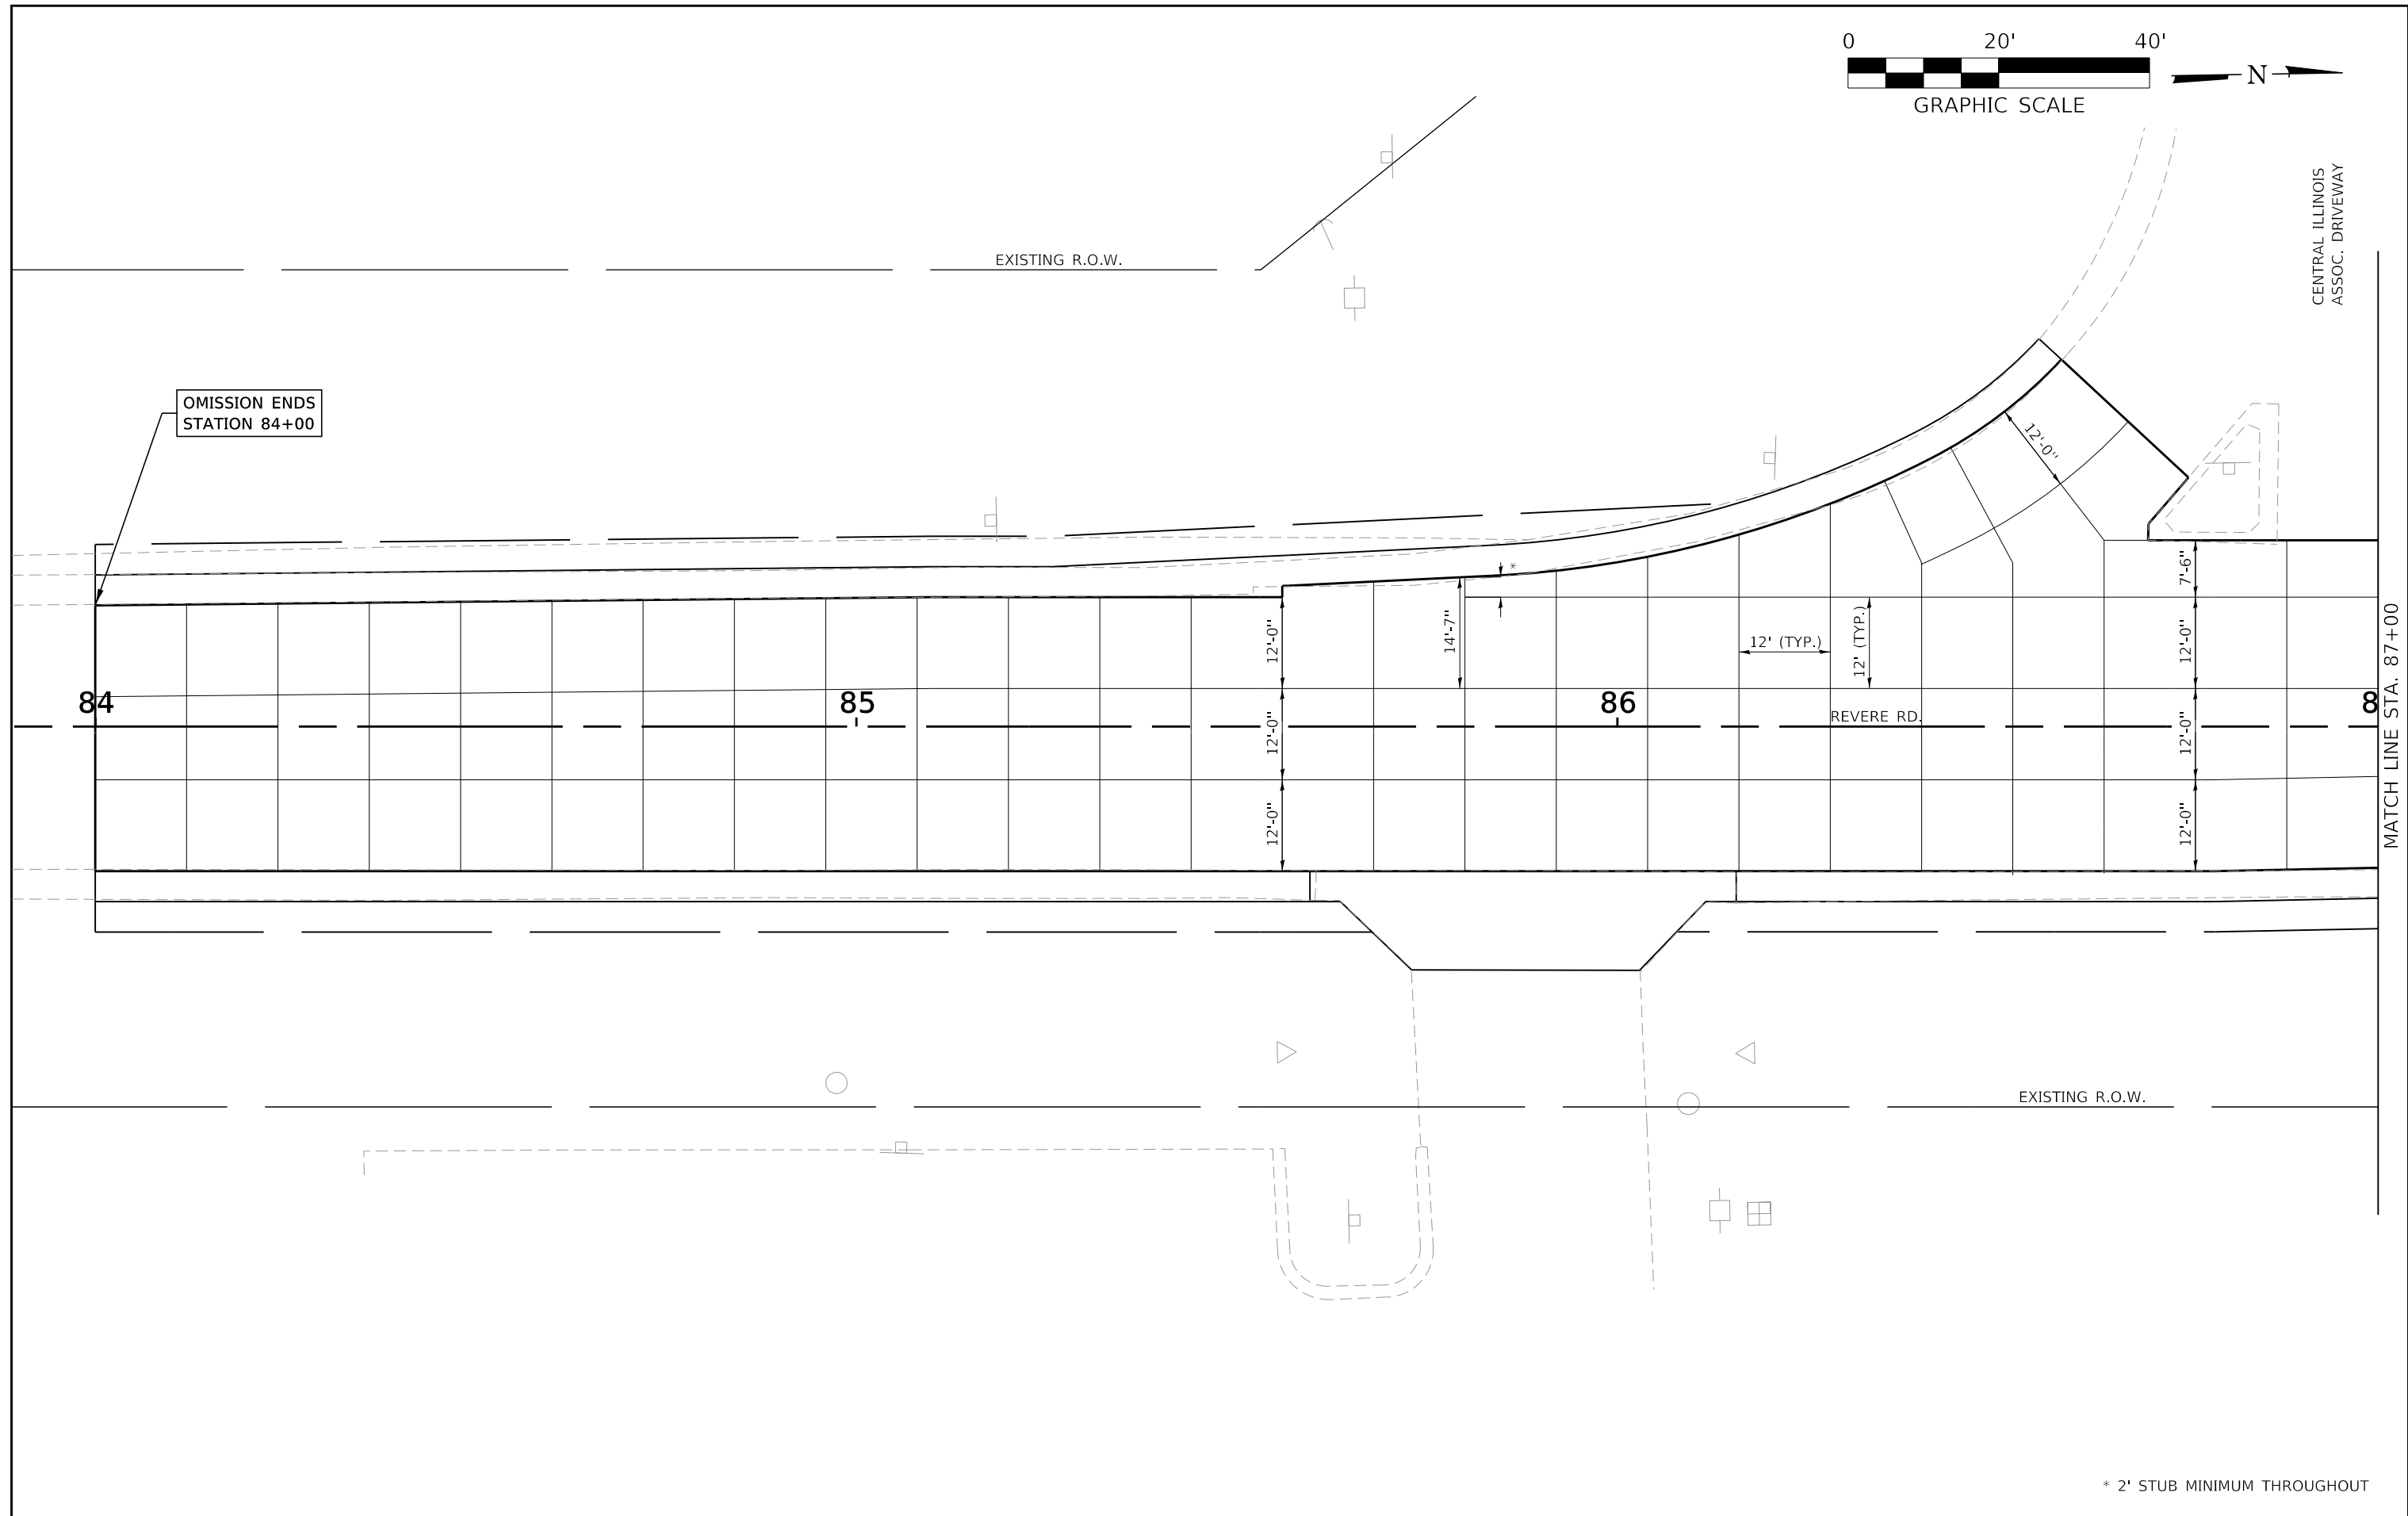 0 20' 40'
N
GRAPHIC SCALE
CENTRAL ILLINOIS
ASSOC. DRIVEWAY
EXISTING R.O.W.
OMISSION ENDS
STATION 84+00
12'-0"
*
7'-6"
12'-0"
14'-7"
12' (TYP.)
12' (TYP.)
12'-0"
84
85
86
8
REVERE RD.
12'-0"
12'-0"
12'-0"
12'-0"
MATCH LINE STA. 87+00
EXISTING R.O.W.
* 2' STUB MINIMUM THROUGHOUT